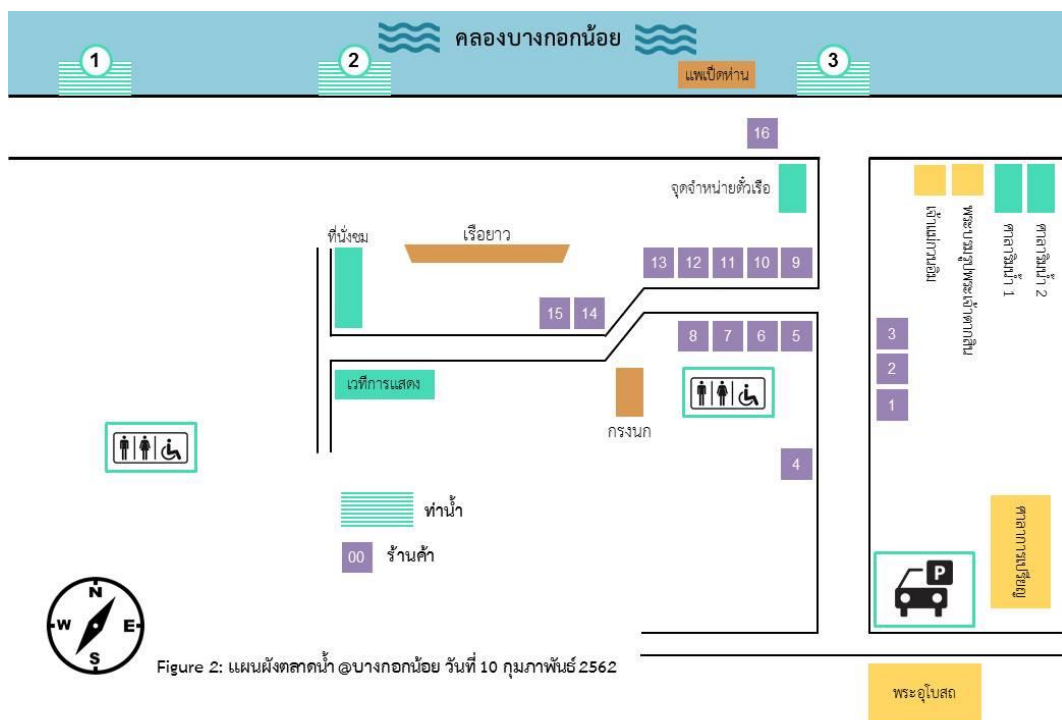 คลองบางกอกน้อย
1
2
3
แพเป็ดห่าน
16
จุดจำหน่ายตั๋วเรือ
เจ้าแม่กวนอิม
พระบรมรูปพระเจ้าตากสิน
ศาลาริมน้ำ 1
ศาลาริมน้ำ 2
ที่นั่งชม
เรือยาว
13 12 11 10 9
15 14
8 7 6 5
3
2
1
เวทีการแสดง
กรงนก
4
ท่าน้ำ
00 ร้านค้า
ศาลาการเปรียญ
P
N
W E
S
Figure 2: แผนผังตลาดน้ำ @บางกอกน้อย วันที่ 10 กุมภาพันธ์ 2562
พระอุโบสถ